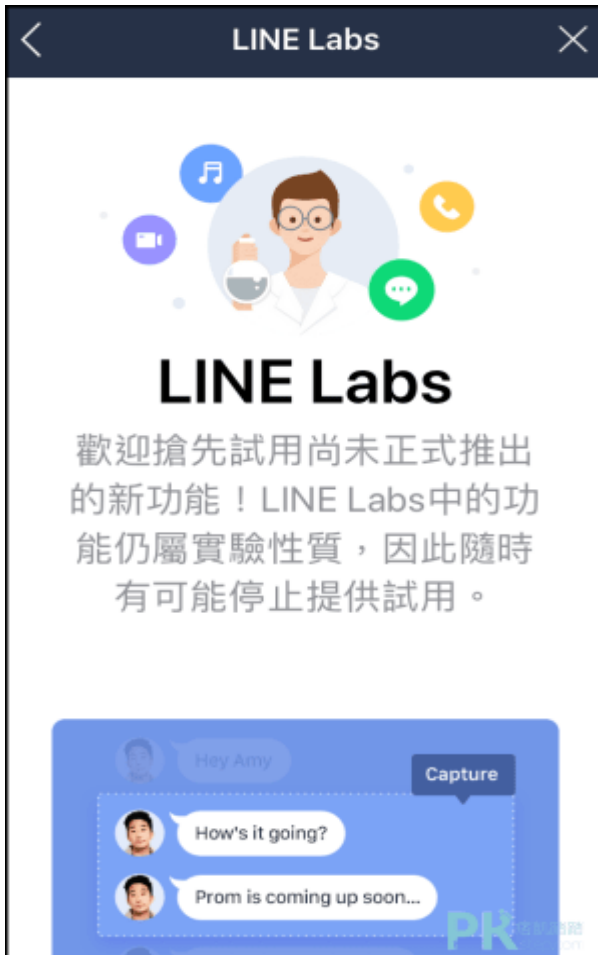 LINE Labs
LINE Labs
歡迎搶先試用尚未正式推出
的新功能！LINE Labs中的功
能仍屬實驗性質，因此隨時
有可能停止提供試用。
Hey Amy
Capture
How's it going?
Prom is coming up soon...
PK